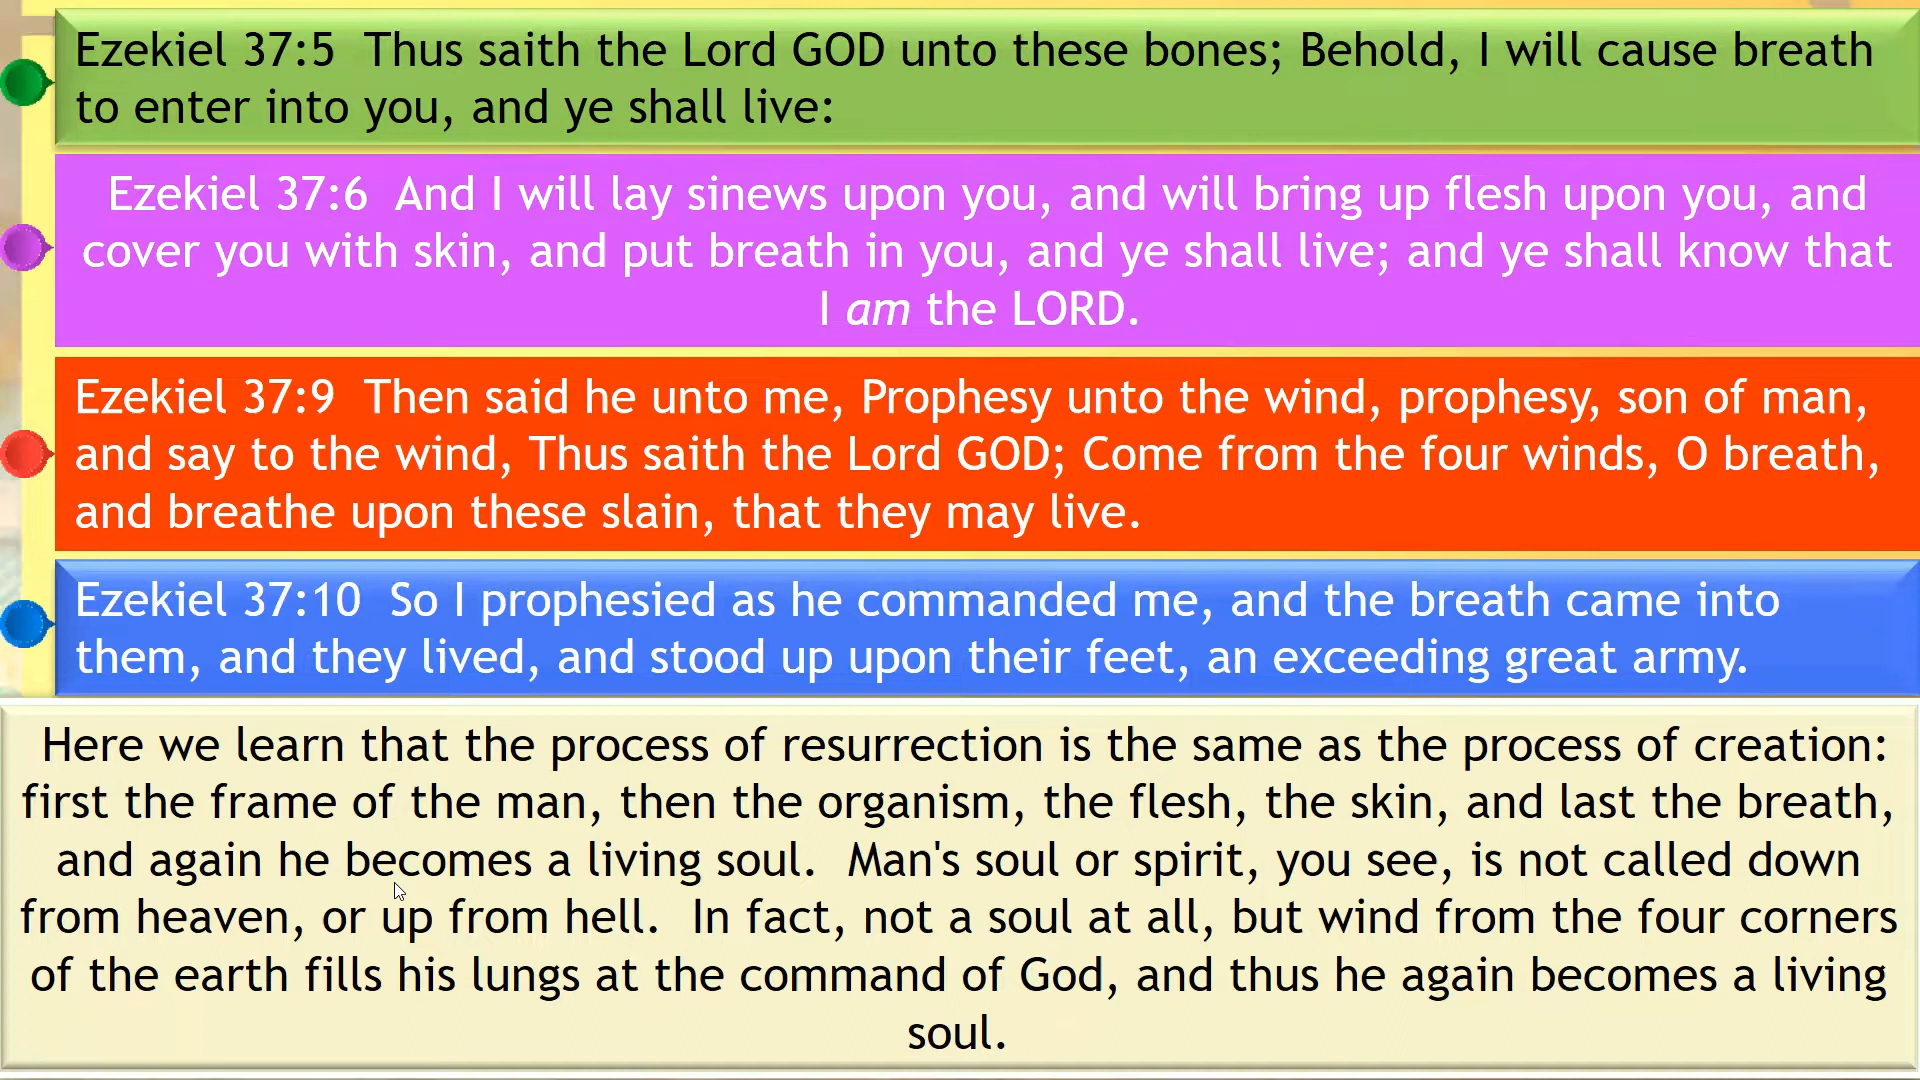 Ezekiel 37:5  Thus saith the Lord GOD unto these bones; Behold, I will cause breath
to enter into you, and ye shall live:
Ezekiel 37:6  And I will lay sinews upon you, and will bring up flesh upon you, and
cover you with skin, and put breath in you, and ye shall live; and ye shall know that
I am the LORD.
Ezekiel 37:9  Then said he unto me, Prophesy unto the wind, prophesy, son of man,
and say to the wind, Thus saith the Lord GOD; Come from the four winds, O breath,
and breathe upon these slain, that they may live.
Ezekiel 37:10  So I prophesied as he commanded me, and the breath came into
them, and they lived, and stood up upon their feet, an exceeding great army.
Here we learn that the process of resurrection is the same as the process of creation:
first the frame of the man, then the organism, the flesh, the skin, and last the breath,
and again he becomes a living soul.  Man's soul or spirit, you see, is not called down
from heaven, or up from hell.  In fact, not a soul at all, but wind from the four corners
of the earth fills his lungs at the command of God, and thus he again becomes a living
soul.